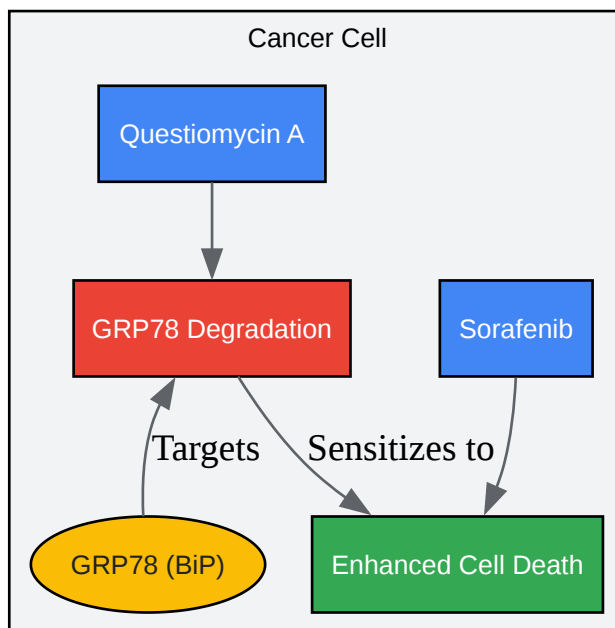 Cancer Cell
Questiomycin A
GRP78 Degradation
Sorafenib
Targets
Sensitizes to
GRP78 (BiP)
Enhanced Cell Death